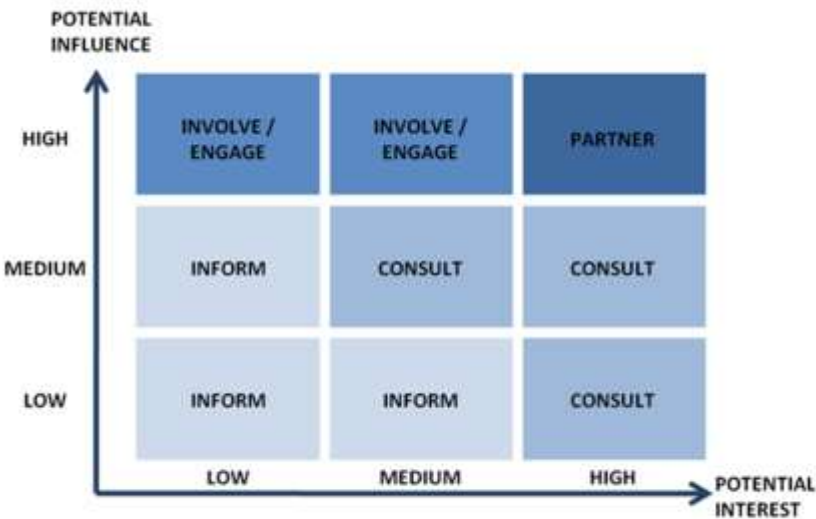 POTENTIAL
INFLUENCE
HIGH
INVOLVE /
ENGAGE
INVOLVE /
ENGAGE
PARTNER
MEDIUM
INFORM
CONSULT
CONSULT
LOW
INFORM
INFORM
CONSULT
LOW
MEDIUM
HIGH
POTENTIAL
INTEREST